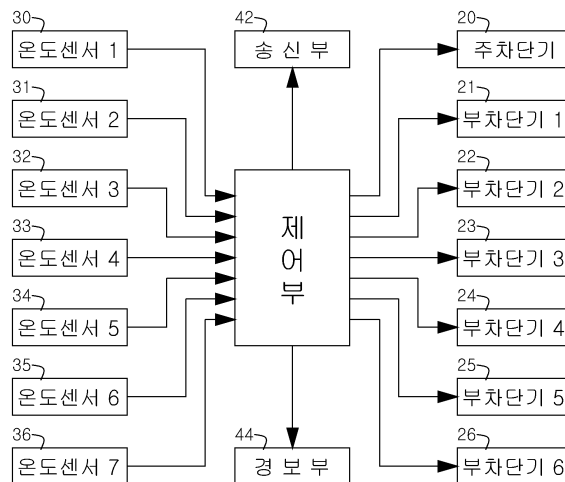 30
온도센서 1
42
송 신 부
20
주차단기
31
온도센서 2
21
부차단기 1
32
온도센서 3
22
부차단기 2
33
온도센서 4
제어부
23
부차단기 3
34
온도센서 5
24
부차단기 4
35
온도센서 6
25
부차단기 5
36
온도센서 7
44
경 보 부
26
부차단기 6